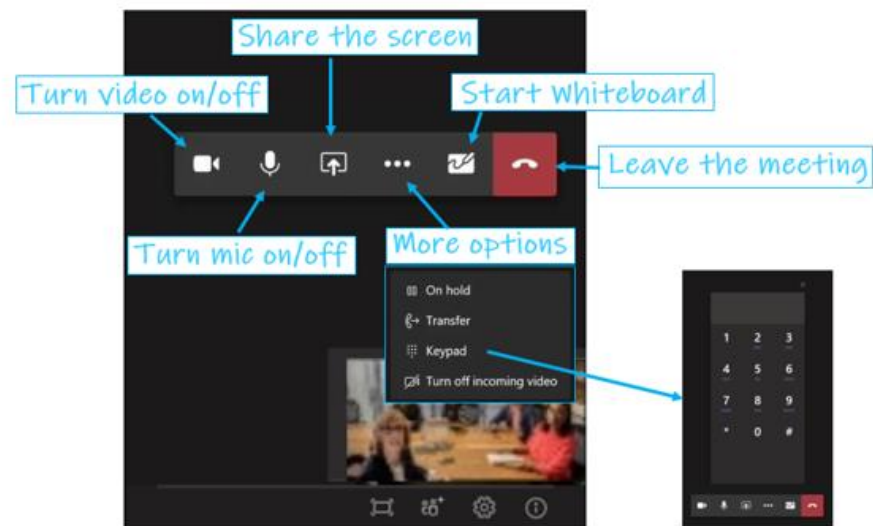 Share the screen
Turn video on/off
Start Whiteboard
Leave the meeting
Turn mic on/off
More options
On hold
Transfer
Keypad
Turn off incoming video
1 2 3
4 5 6
7 8 9
* 0 #